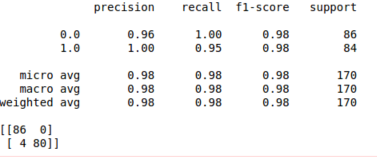 precision recall f1-score support
0.0 0.96 1.00 0.98 86
1.0 1.00 0.95 0.98 84
micro avg 0.98 0.98 0.98 170
macro avg 0.98 0.98 0.98 170
weighted avg 0.98 0.98 0.98 170
[[86 0]
[ 4 80]]